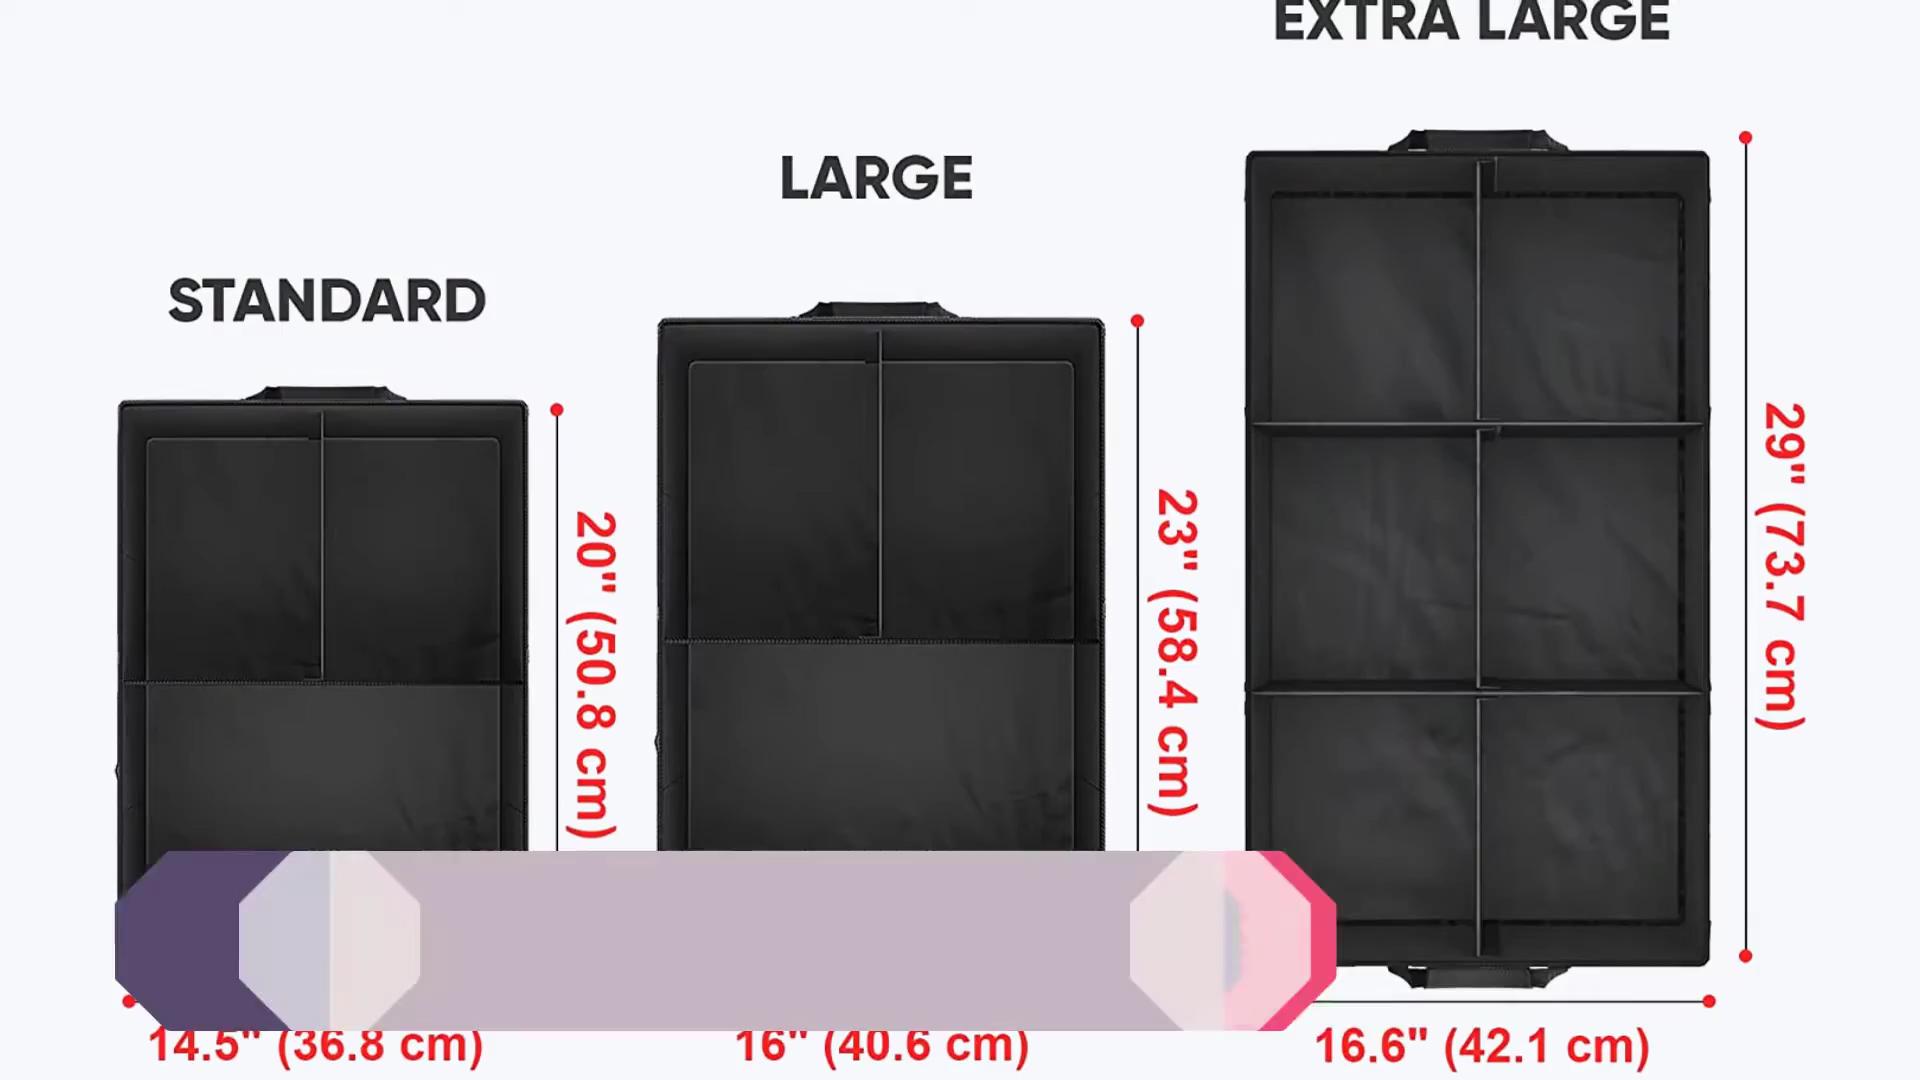 EXTRA LARGE
LARGE
STANDARD
20" (50.8 cm)
23" (58.4 cm)
29" (73.7 cm)
14.5" (36.8 cm)
16" (40.6 cm)
16.6" (42.1 cm)